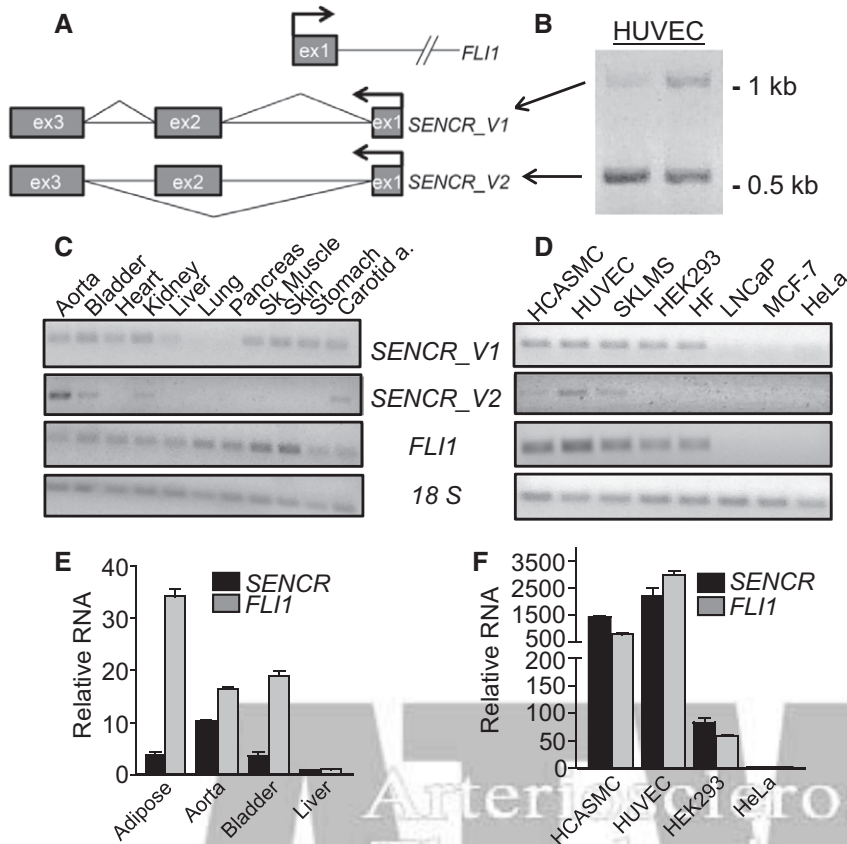 A
ex1
FLI1
ex3 ex2 ex1 SENCR_V1
ex3 ex2 ex1 SENCR_V2
B
HUVEC
- 1 kb
- 0.5 kb
C
Aorta
Bladder
Heart
Kidney
Liver
Lung
Pancreas
Sk Muscle
Skin
Stomach
Carotid a.
SENCR_V1
SENCR_V2
FLI1
18 S
D
HCASMC
HUVEC
SKLMS
HEK293
HF
LNCaP
MCF-7
HeLa
E
Relative RNA
40
30
20
10
0
SENCR
FLI1
Adipose
Aorta
Bladder
Liver
F
Relative RNA
3500
2500
1500
500
200
150
100
50
0
SENCR
FLI1
HCASMC
HUVEC
HEK293
HeLa
Arteriosclero